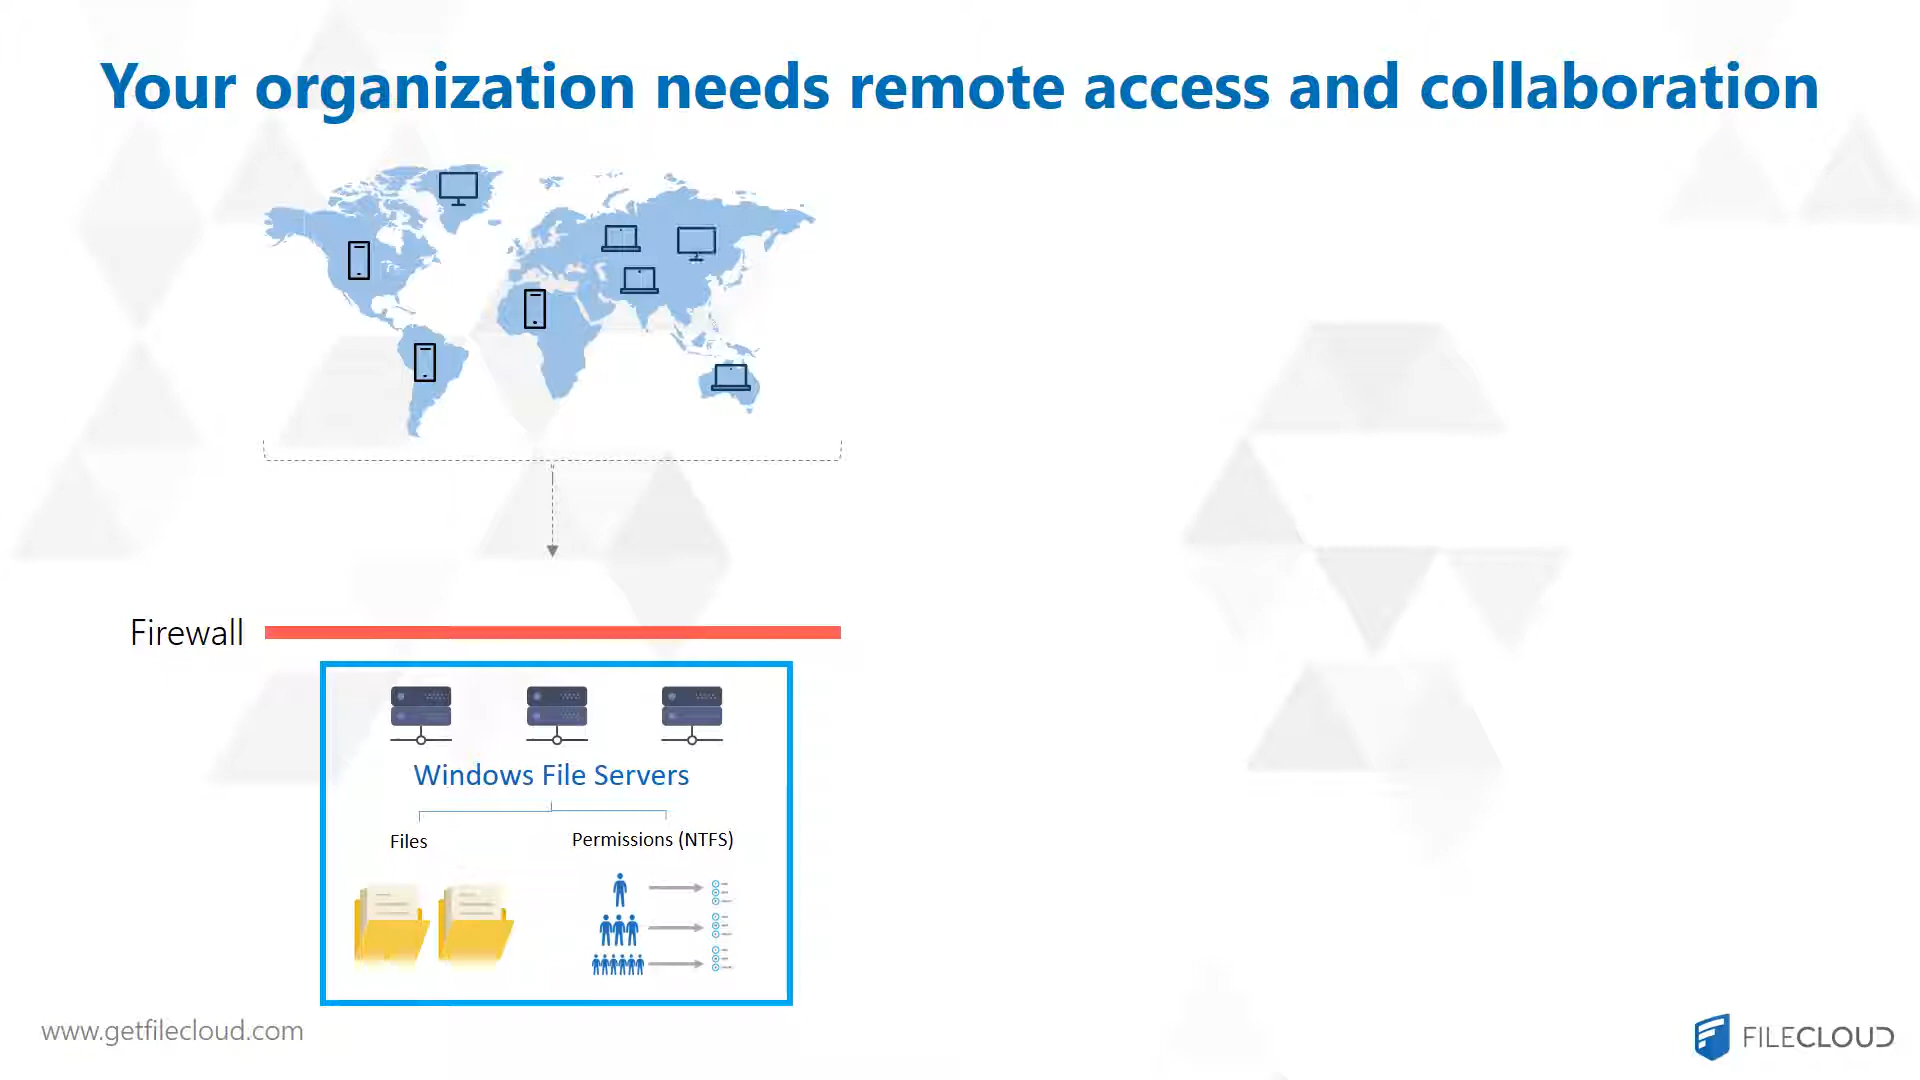 Your organization needs remote access and collaboration
Firewall
Windows File Servers
Files
Permissions (NTFS)
www.getfilecloud.com
FILECLOUD